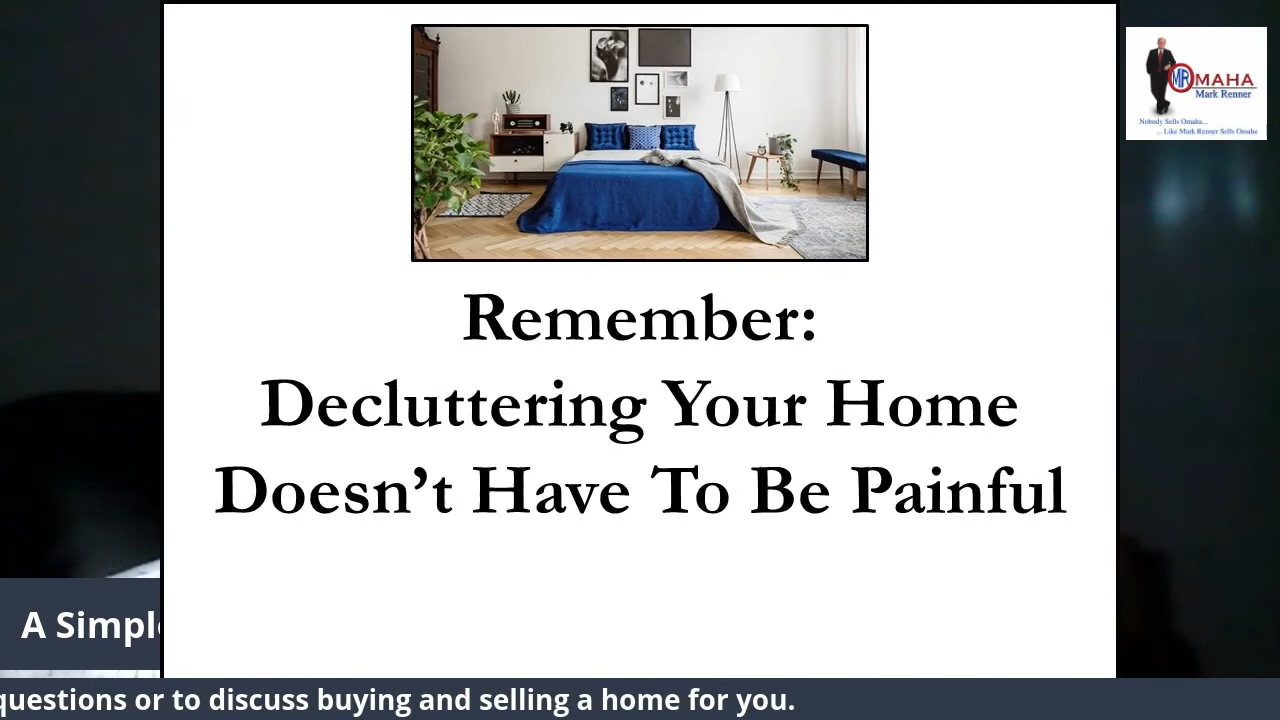 MR OMAHA
Mark Renner
Nobody Sells Omaha...
... Like Mark Renner Sells Omaha
Remember:
Decluttering Your Home
Doesn’t Have To Be Painful
A Simple
questions or to discuss buying and selling a home for you.